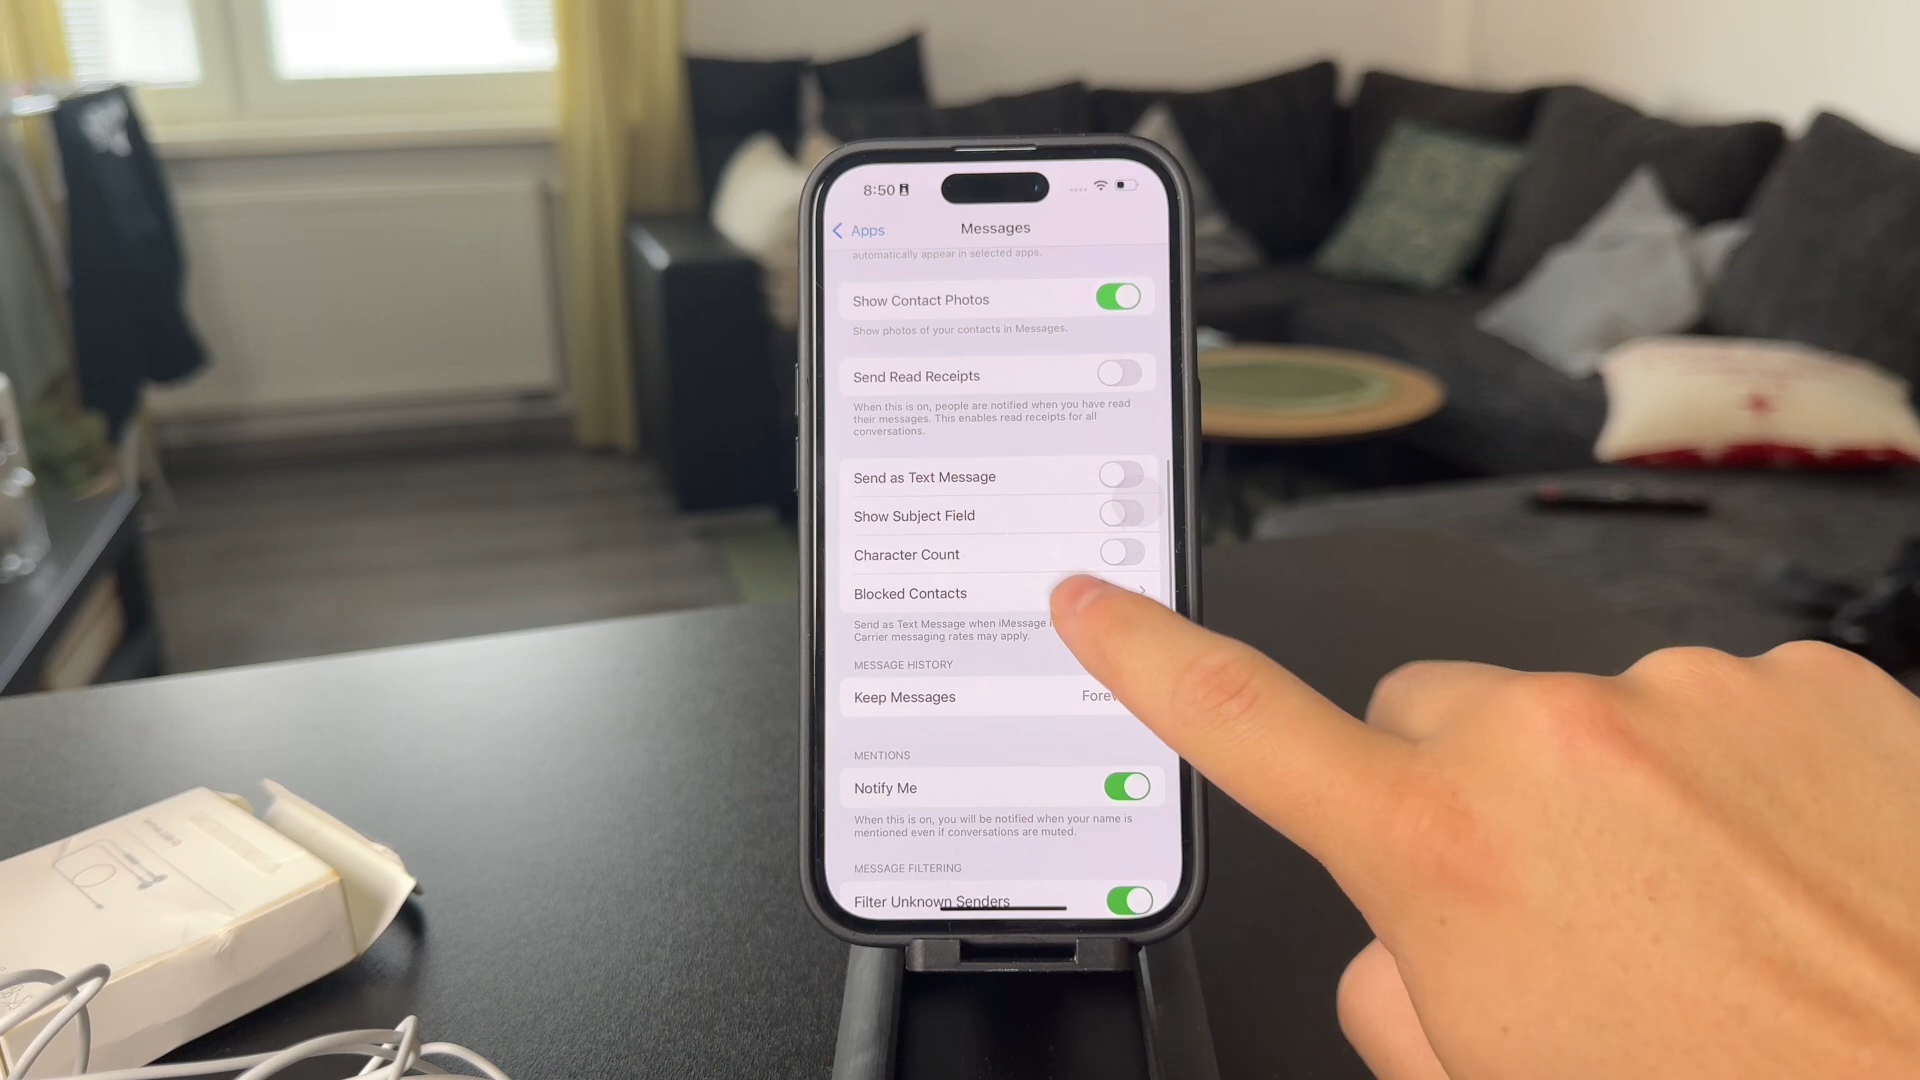 8:50
Apps
Messages
automatically appear in selected apps.
Show Contact Photos
Show photos of your contacts in Messages.
Send Read Receipts
When this is on, people are notified when you have read
their messages. This enables read receipts for all
conversations.
Send as Text Message
Show Subject Field
Character Count
Blocked Contacts
Send as Text Message when iMessage
Carrier messaging rates may apply.
MESSAGE HISTORY
Keep Messages
MENTIONS
Notify Me
When this is on, you will be notified when your name is
mentioned even if conversations are muted.
MESSAGE FILTERING
Filter Unknown Senders